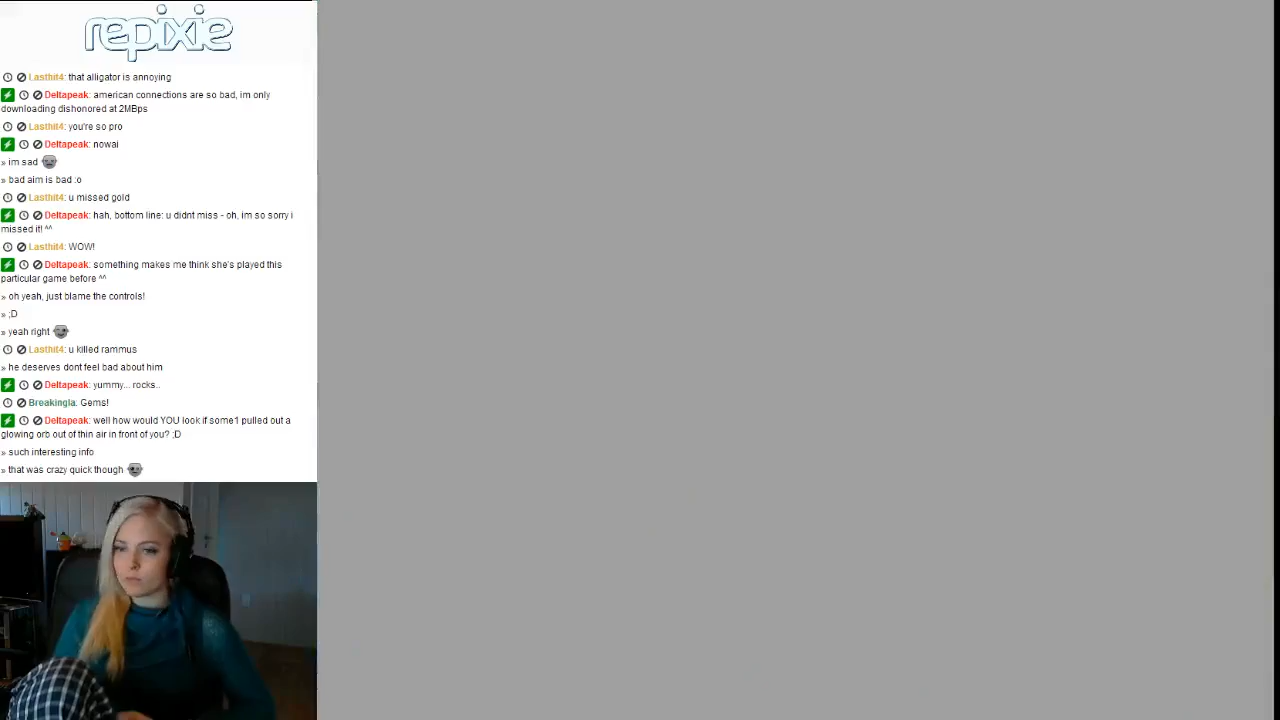 repixie
Lasthit4: that alligator is annoying
Deltapeak: american connections are so bad, im only
downloading dishonored at 2MBps
Lasthit4: you're so pro
Deltapeak: nowai
» im sad
» bad aim is bad :o
Lasthit4: u missed gold
Deltapeak: hah, bottom line: u didnt miss - oh, im so sorry i
missed it! ^^
Lasthit4: WOW!
Deltapeak: something makes me think she's played this
particular game before ^^
» oh yeah, just blame the controls!
» ;D
» yeah right
Lasthit4: u killed rammus
» he deserves dont feel bad about him
Deltapeak: yummy... rocks..
Breakingla: Gems!
Deltapeak: well how would YOU look if some1 pulled out a
glowing orb out of thin air in front of you? ;D
» such interesting info
» that was crazy quick though